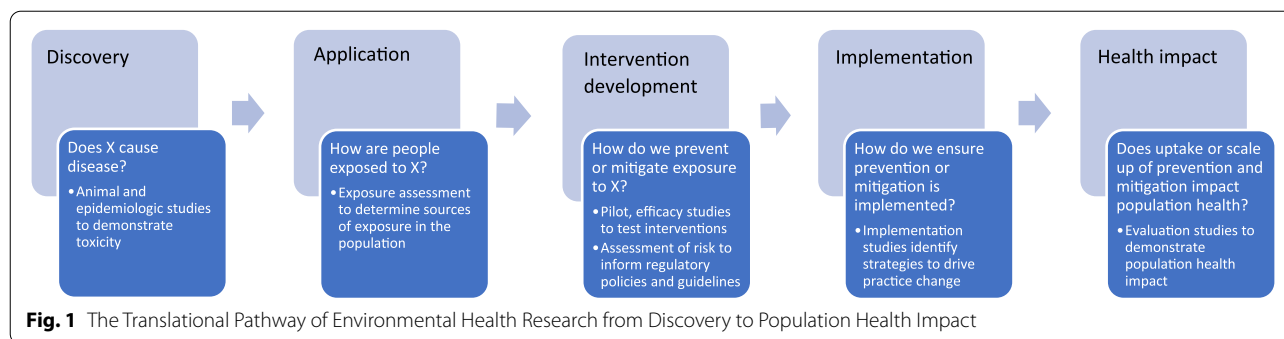 Discovery
Does X cause
disease?
•Animal and
epidemiologic studies
to demonstrate
toxicity
Application
How are people
exposed to X?
•Exposure assessment
to determine sources
of exposure in the
population
Intervention
development
How do we prevent
or mitigate exposure
to X?
•Pilot, efficacy studies
to test interventions
•Assessment of risk to
inform regulatory
policies and guidelines
Implementation
How do we ensure
prevention or
mitigation is
implemented?
•Implementation
studies identify
strategies to drive
practice change
Health impact
Does uptake or scale
up of prevention and
mitigation impact
population health?
•Evaluation studies to
demonstrate
population health
impact
Fig. 1 The Translational Pathway of Environmental Health Research from Discovery to Population Health Impact